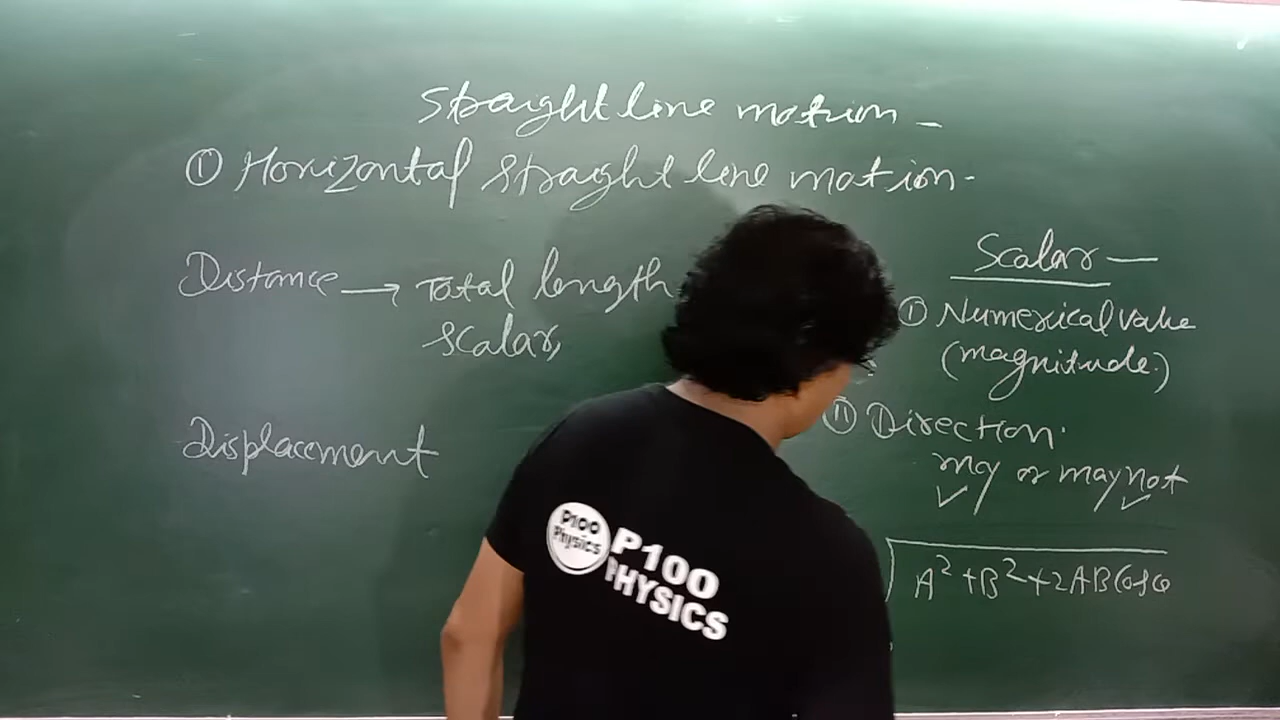 Straight line motion -
① Horizontal straght line motion.
Distance → Total length
scalar,
Displacement
Scalar —
① Numerical value
(magnitude.)
⑪ Direction.
may or may not
✓ ✓
√A²+B²+2ABCosθ
P100
Physics
P100
PHYSICS